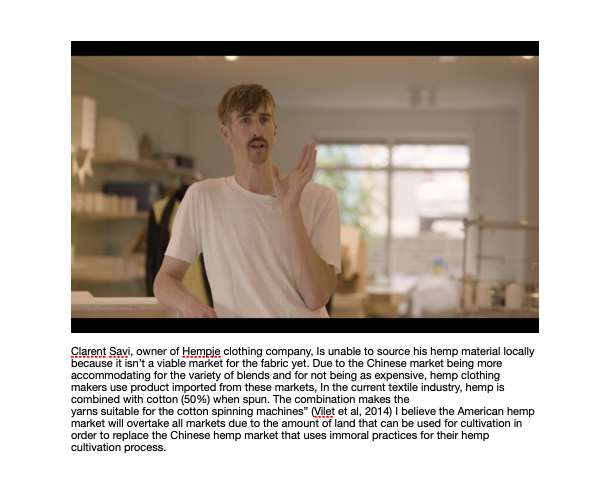 Clarent Savi, owner of Hempje clothing company, Is unable to source his hemp material locally
because it isn't a viable market for the fabric yet. Due to the Chinese market being more
accommodating for the variety of blends and for not being as expensive, hemp clothing
makers use product imported from these markets, In the current textile industry, hemp is
combined with cotton (50%) when spun. The combination makes the
yarns suitable for the cotton spinning machines” (Vilet et al, 2014) I believe the American hemp
market will overtake all markets due to the amount of land that can be used for cultivation in
order to replace the Chinese hemp market that uses immoral practices for their hemp
cultivation process.